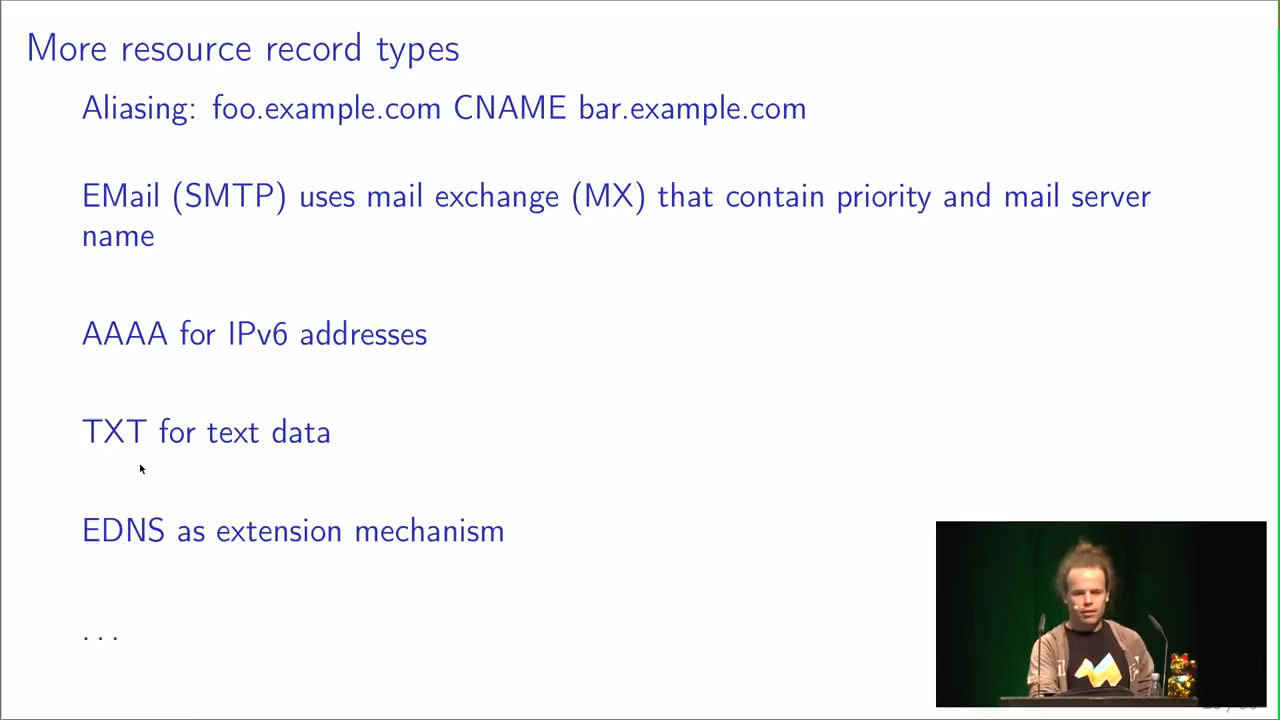 More resource record types
Aliasing: foo.example.com CNAME bar.example.com
EMail (SMTP) uses mail exchange (MX) that contain priority and mail server
name
AAAA for IPv6 addresses
TXT for text data
EDNS as extension mechanism
...